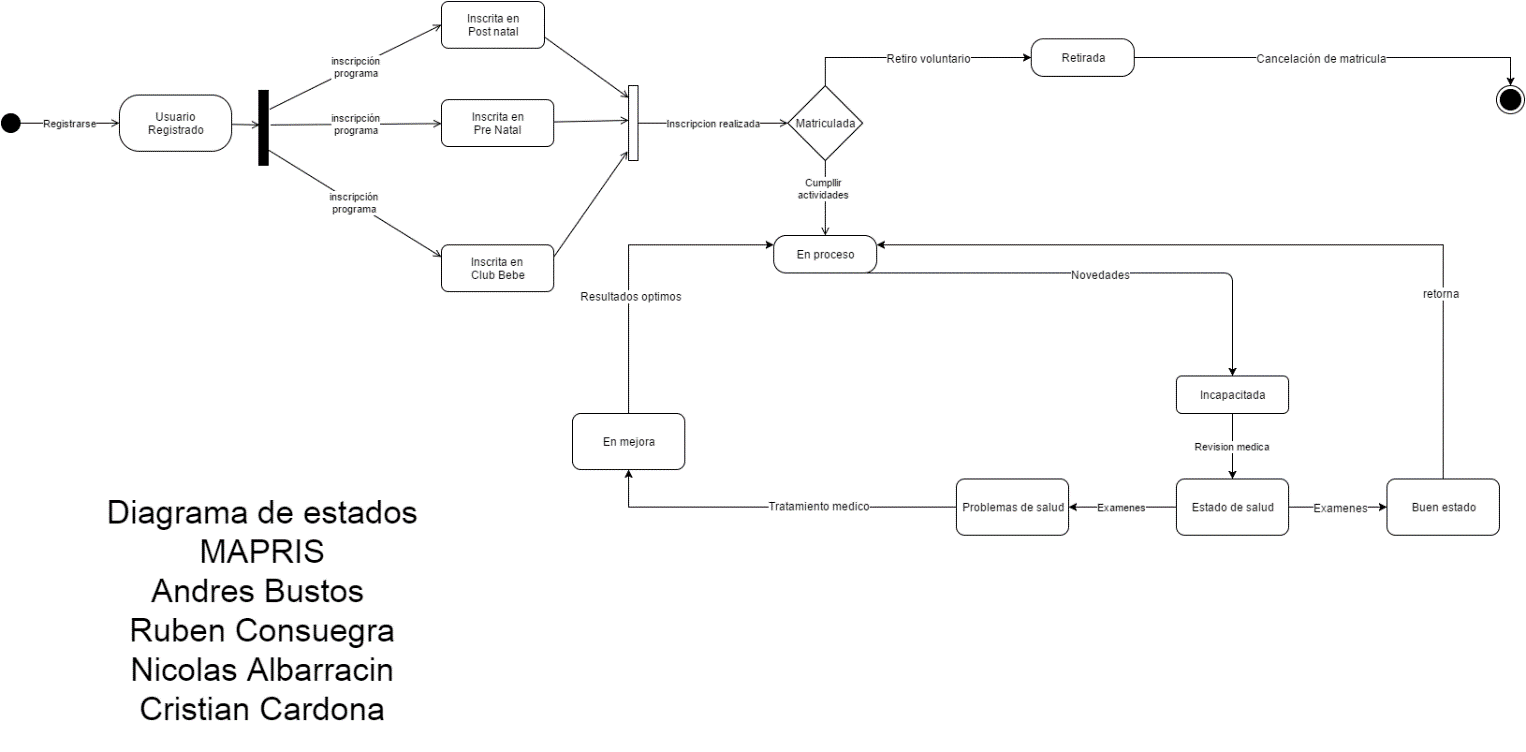 Inscrita en
Post natal
inscripción
programa
Retiro voluntario
Retirada
Cancelación de matricula
Registrarse
Usuario
Registrado
inscripción
programa
Inscrita en
Pre Natal
Inscripcion realizada
Matriculada
inscripción
programa
Cumpllir
actividades
Inscrita en
Club Bebe
En proceso
Novedades
Resultados optimos
retorna
Incapacitada
En mejora
Revision medica
Tratamiento medico
Problemas de salud
Examenes
Estado de salud
Examenes
Buen estado
Diagrama de estados
MAPRIS
Andres Bustos
Ruben Consuegra
Nicolas Albarracin
Cristian Cardona